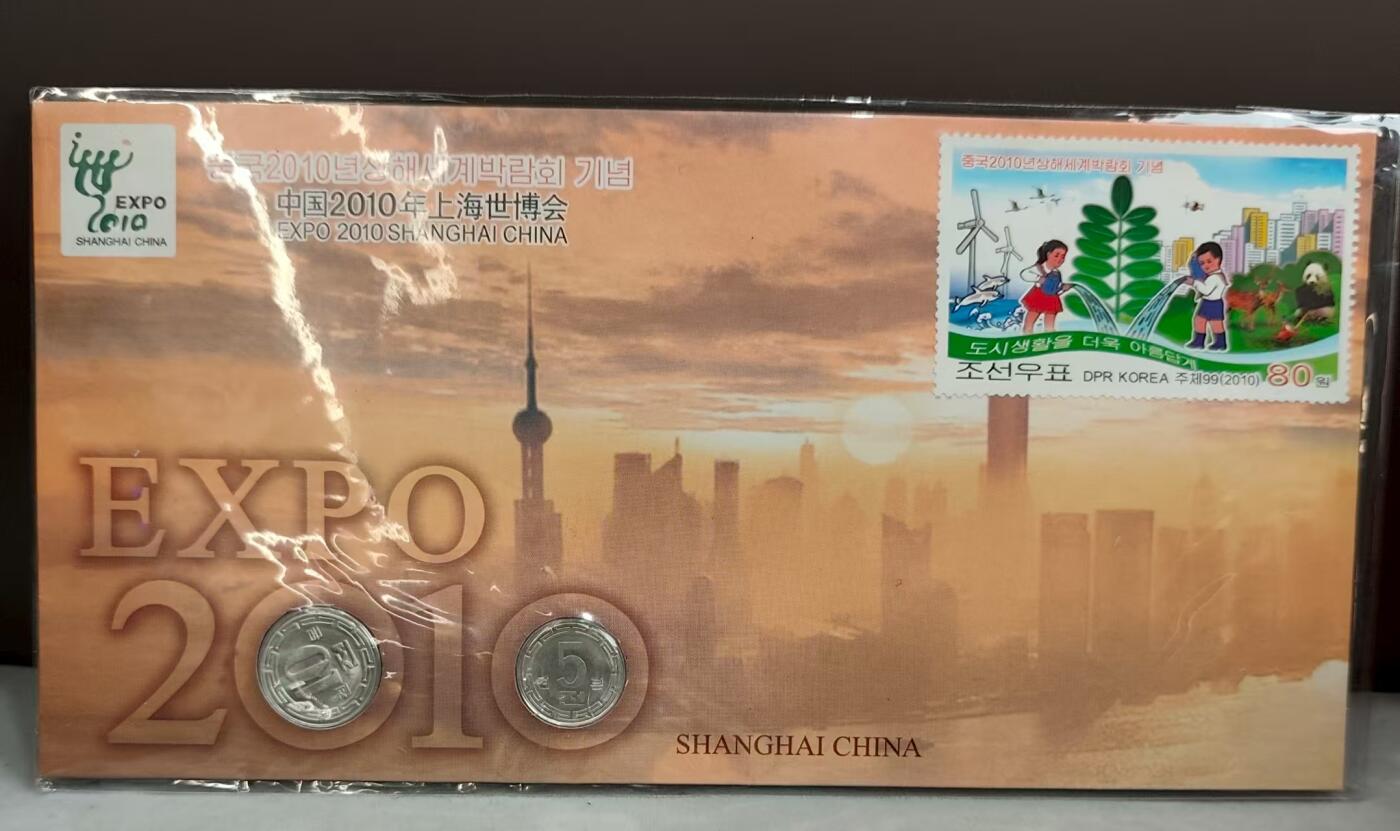 EXPO
2010
SHANGHAI CHINA
중국2010년상해세계박람회 기념
中国2010年上海世博会
EXPO 2010 SHANGHAI CHINA
중국2010년상해세계박람회 기념
도시생활을 더욱 아름답게
조선우표 DPR KOREA 주체99(2010) 80원
EXPO
2010
10
전
5
전
SHANGHAI CHINA